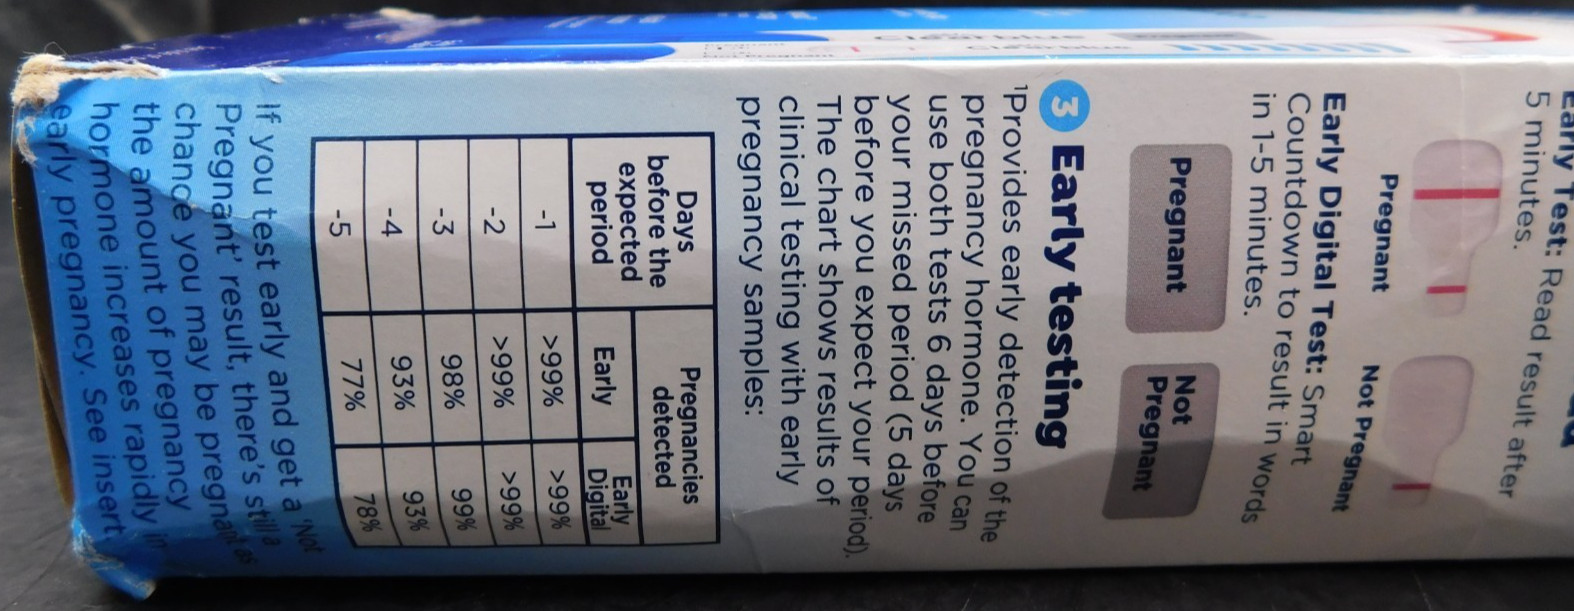 Early Test: Read result after
5 minutes.
Pregnant Not Pregnant
Early Digital Test: Smart
Countdown to result in words
in 1-5 minutes.
Pregnant
Not
Pregnant
3 Early testing
¹Provides early detection of the
pregnancy hormone. You can
use both tests 6 days before
your missed period (5 days
before you expect your period).
The chart shows results of
clinical testing with early
pregnancy samples:
Days
before the
expected
period
Pregnancies
detected
Early
Early
Digital
-1 >99% >99%
-2 >99% >99%
-3 98% 99%
-4 93% 93%
-5 77% 78%
If you test early and get a 'Not
Pregnant' result, there's still a
chance you may be pregnant as
the amount of pregnancy
hormone increases rapidly in
early pregnancy. See insert.
Clearblue
Clearblue